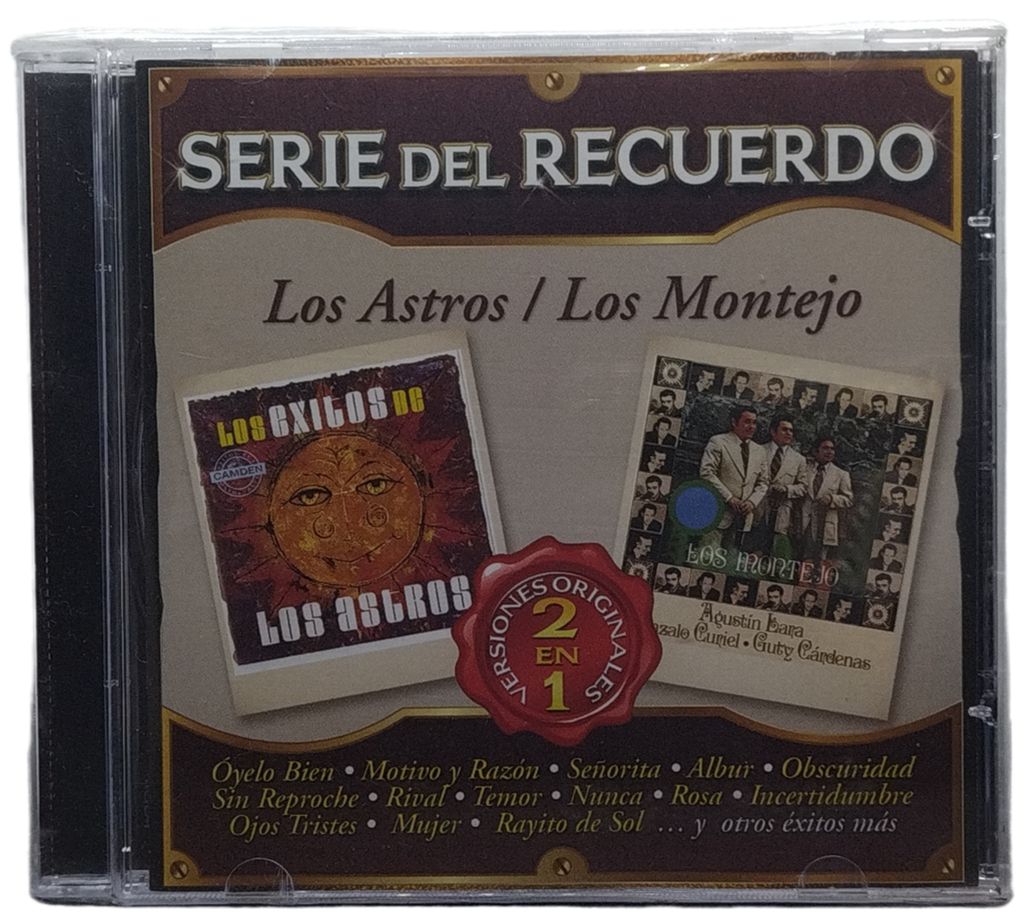 SERIE DEL RECUERDO
Los Astros / Los Montejo
LOS EXITOS DE
CAMDEN
LOS ASTROS
LOS MONTEJO
Agustín Lara
Curiel • Guty Cárdenas
VERSIONES ORIGINALES
2
EN
1
Óyelo Bien • Motivo y Razón • Señorita • Albur • Obscuridad
Sin Reproche • Rival • Temor • Nunca • Rosa • Incertidumbre
Ojos Tristes • Mujer • Rayito de Sol ... y otros éxitos más